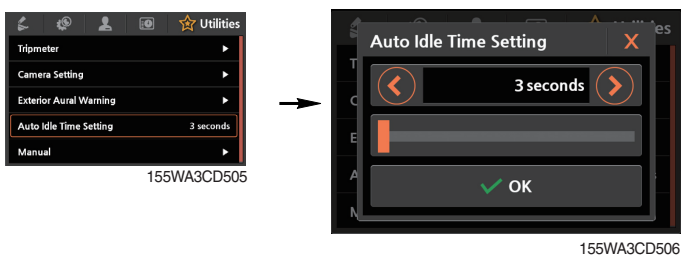 Utilities
Tripmeter
Camera Setting
Exterior Aural Warning
Auto Idle Time Setting 3 seconds
Manual
155WA3CD505
Auto Idle Time Setting X
3 seconds
OK
155WA3CD506